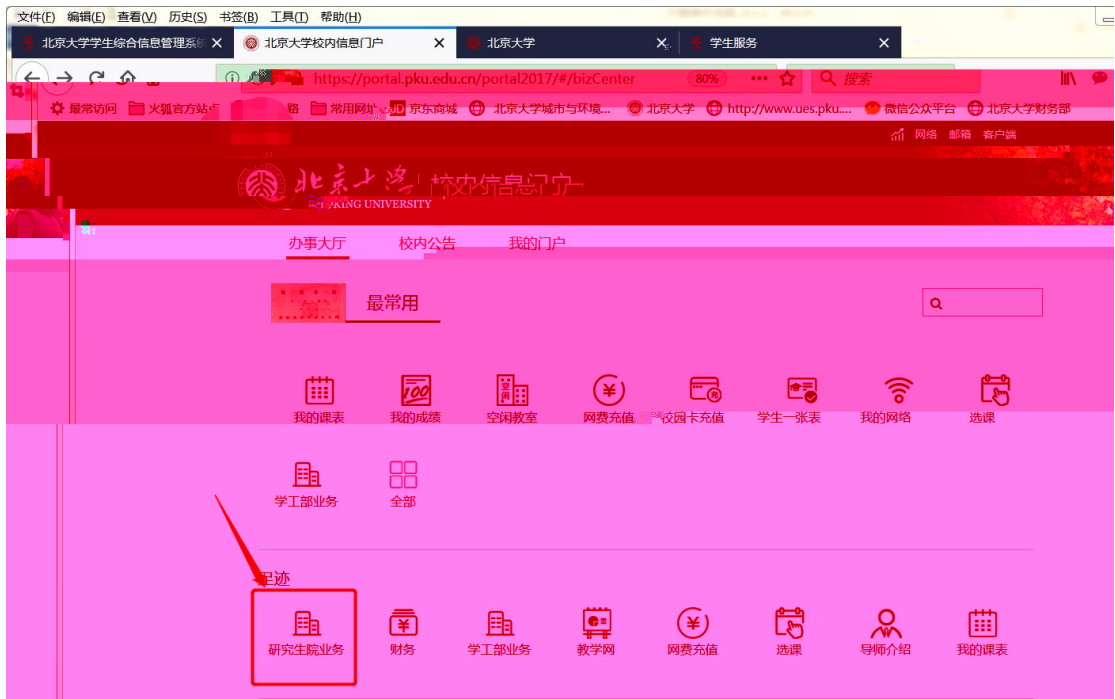 文件(F) 编辑(E) 查看(V) 历史(S) 书签(B) 工具(T) 帮助(H)
北京大学学生综合信息管理系统 × 北京大学校内信息门户 × 北京大学 × 学生服务 ×
https://portal.pku.edu.cn/portal2017/#/bizCenter 80% 搜索
最常访问 火狐官方站点 常用网址 JD 京东商城 北京大学城市与环境... 北京大学 http://www.ues.pku.... 微信公众平台 北京大学财务部
网络 邮箱 客户端
北京大学 校内信息门户
PEKING UNIVERSITY
办事大厅 校内公告 我的门户
最常用
我的课表 我的成绩 空闲教室 网费充值 校园卡充值 学生一张表 我的网络 选课
学工部业务 全部
足迹
研究生院业务 财务 学工部业务 教学网 网费充值 选课 导师介绍 我的课表